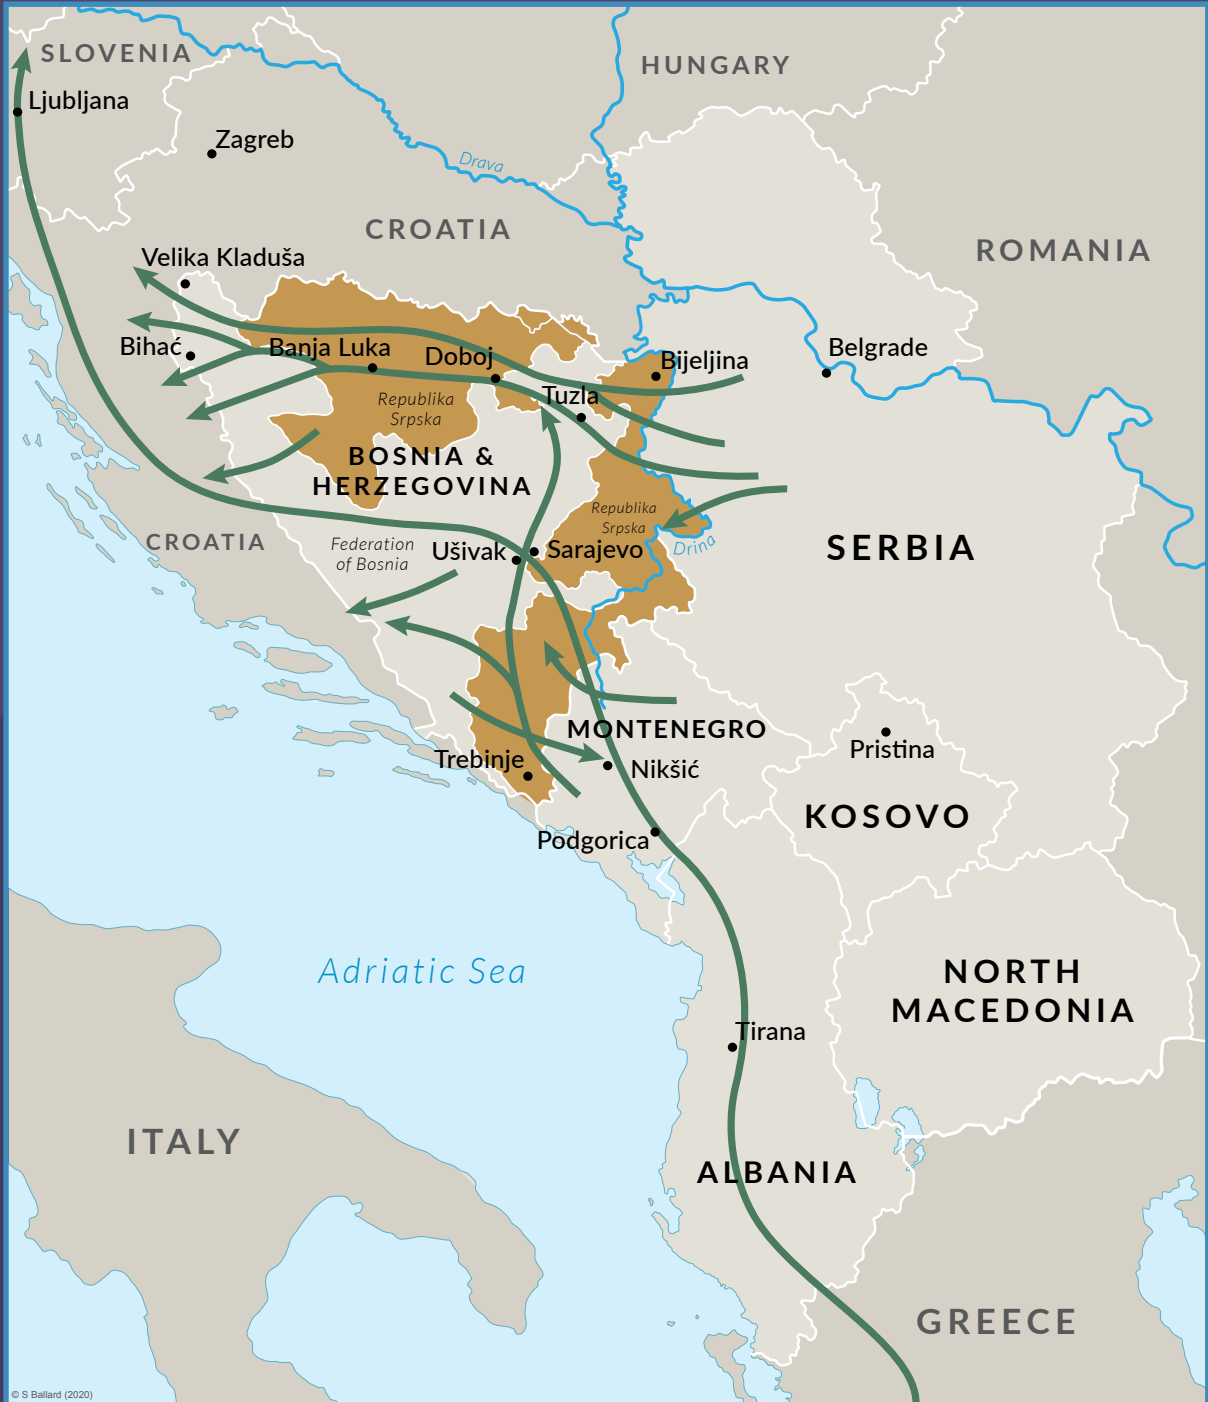 SLOVENIA
HUNGARY
Ljubljana
Zagreb
Drava
CROATIA
ROMANIA
Velika Kladuša
Bihać
Banja Luka
Doboj
Bijeljina
Belgrade
Tuzla
Republika
Srpska
BOSNIA &
HERZEGOVINA
Republika
Srpska
CROATIA
Federation
of Bosnia
Ušivak
Sarajevo
Drina
SERBIA
MONTENEGRO
Trebinje
Nikšić
Pristina
KOSOVO
Podgorica
Adriatic Sea
NORTH
MACEDONIA
Tirana
ITALY
ALBANIA
GREECE
© S Ballard (2020)